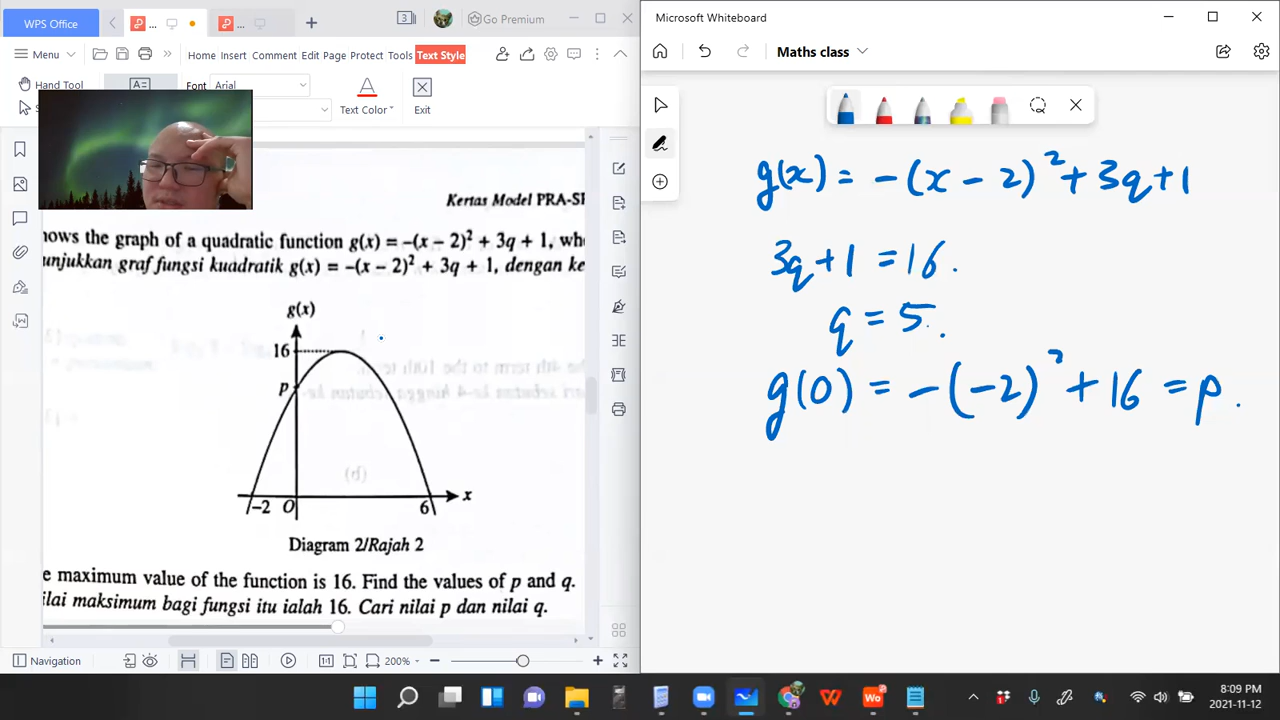 WPS Office
...
...
3
Go Premium
Menu
Home Insert Comment Edit Page Protect Tools Text Style
Hand Tool
Font Arial
Text Color
Exit
Kertas Model PRA-SP
nows the graph of a quadratic function g(x) = –(x – 2)² + 3q + 1, whe
unjukkan graf fungsi kuadratik g(x) = –(x – 2)² + 3q + 1, dengan ke
g(x)
16
p
–2 O 6 x
Diagram 2/Rajah 2
e maximum value of the function is 16. Find the values of p and q.
ilai maksimum bagi fungsi itu ialah 16. Cari nilai p dan nilai q.
Navigation
200%
Microsoft Whiteboard
Maths class
g(x) = -(x - 2)² + 3q + 1
3q + 1 = 16.
q = 5.
g(0) = -(-2)² + 16 = p.
8:09 PM
2021-11-12